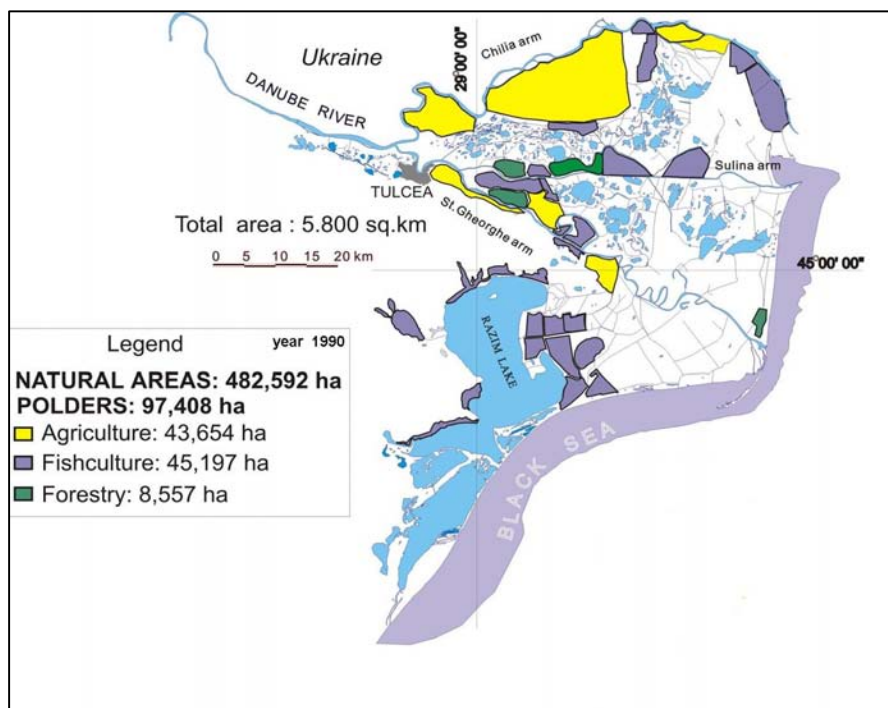 Ukraine
Chilia arm
29°00' 00"
DANUBE RIVER
Sulina arm
TULCEA
St.Gheorghe arm
Total area : 5.800 sq.km
0 5 10 15 20 km
45°00' 00"
RAZIM LAKE
Legend year 1990
NATURAL AREAS: 482,592 ha
POLDERS: 97,408 ha
Agriculture: 43,654 ha
Fishculture: 45,197 ha
Forestry: 8,557 ha
BLACK SEA